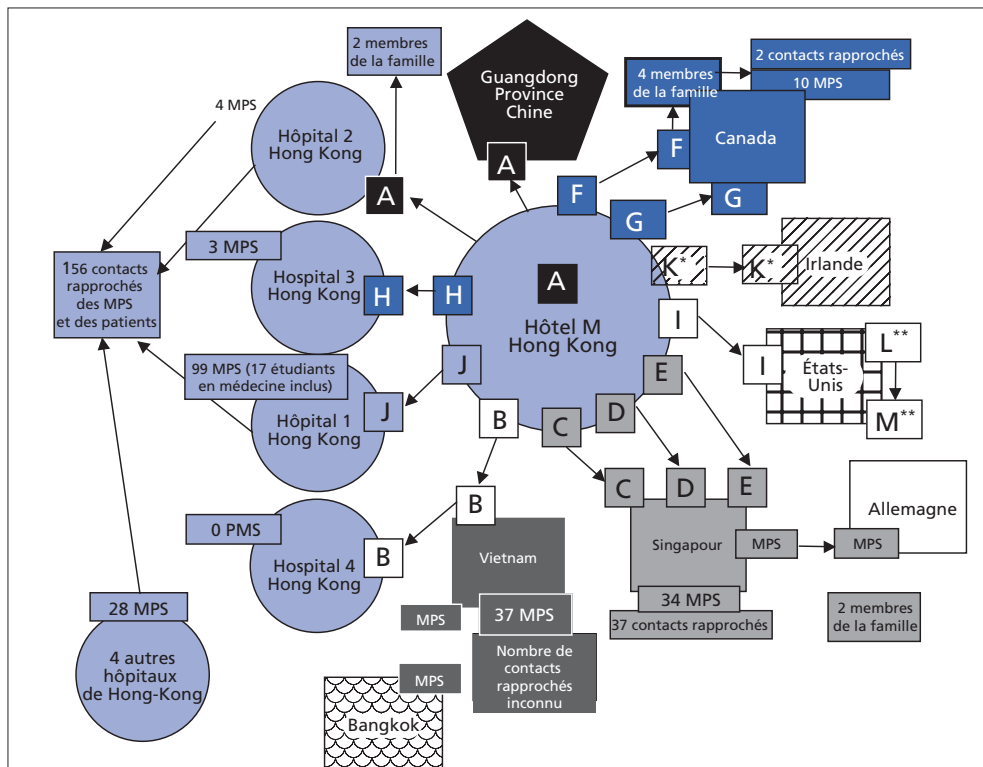 2 membres
de la famille
Guangdong
Province
Chine
A
4 membres
de la famille
2 contacts rapprochés
10 MPS
Canada
F
G
4 MPS
Hôpital 2
Hong Kong
A
F
G
K*
K*
Irlande
156 contacts
rapprochés
des MPS
et des patients
3 MPS
Hospital 3
Hong Kong
H
H
A
Hôtel M
Hong Kong
I
I
États-
Unis
L**
M**
99 MPS (17 étudiants
en médecine inclus)
Hôpital 1
Hong Kong
J
J
B
C
D
E
0 PMS
Hospital 4
Hong Kong
B
B
Vietnam
MPS
37 MPS
Nombre de
contacts
rapprochés
inconnu
MPS
Bangkok
C
D
E
Singapour
MPS
34 MPS
37 contacts rapprochés
MPS
Allemagne
2 membres
de la famille
28 MPS
4 autres
hôpitaux
de Hong-Kong